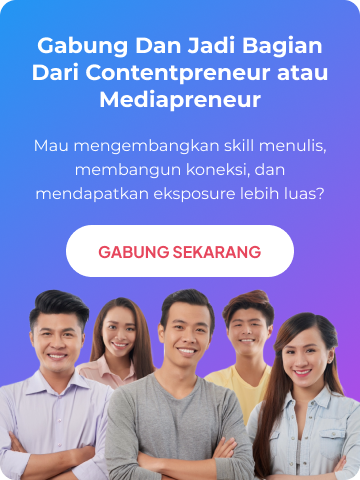 Gabung Dan Jadi Bagian
Dari Contentpreneur atau
Mediapreneur
Mau mengembangkan skill menulis,
membangun koneksi, dan
mendapatkan eksposure lebih luas?
GABUNG SEKARANG